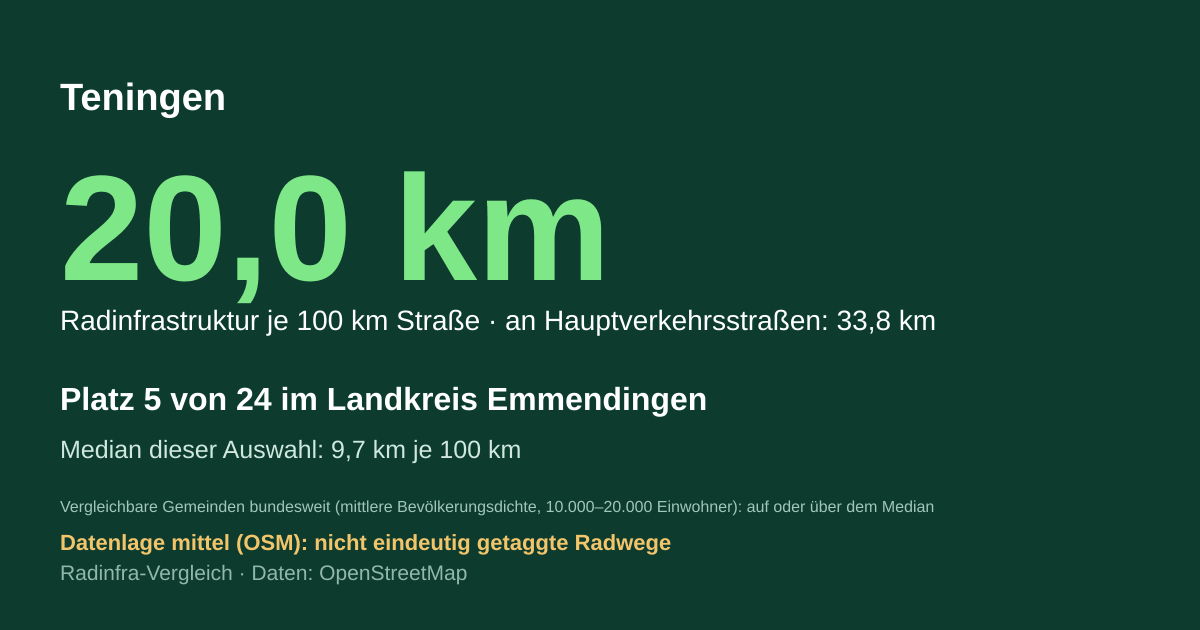 Teningen
20,0 km
Radinfrastruktur je 100 km Straße · an Hauptverkehrsstraßen: 33,8 km
Platz 5 von 24 im Landkreis Emmendingen
Median dieser Auswahl: 9,7 km je 100 km
Vergleichbare Gemeinden bundesweit (mittlere Bevölkerungsdichte, 10.000–20.000 Einwohner): auf oder über dem Median
Datenlage mittel (OSM): nicht eindeutig getaggte Radwege
Radinfra-Vergleich · Daten: OpenStreetMap